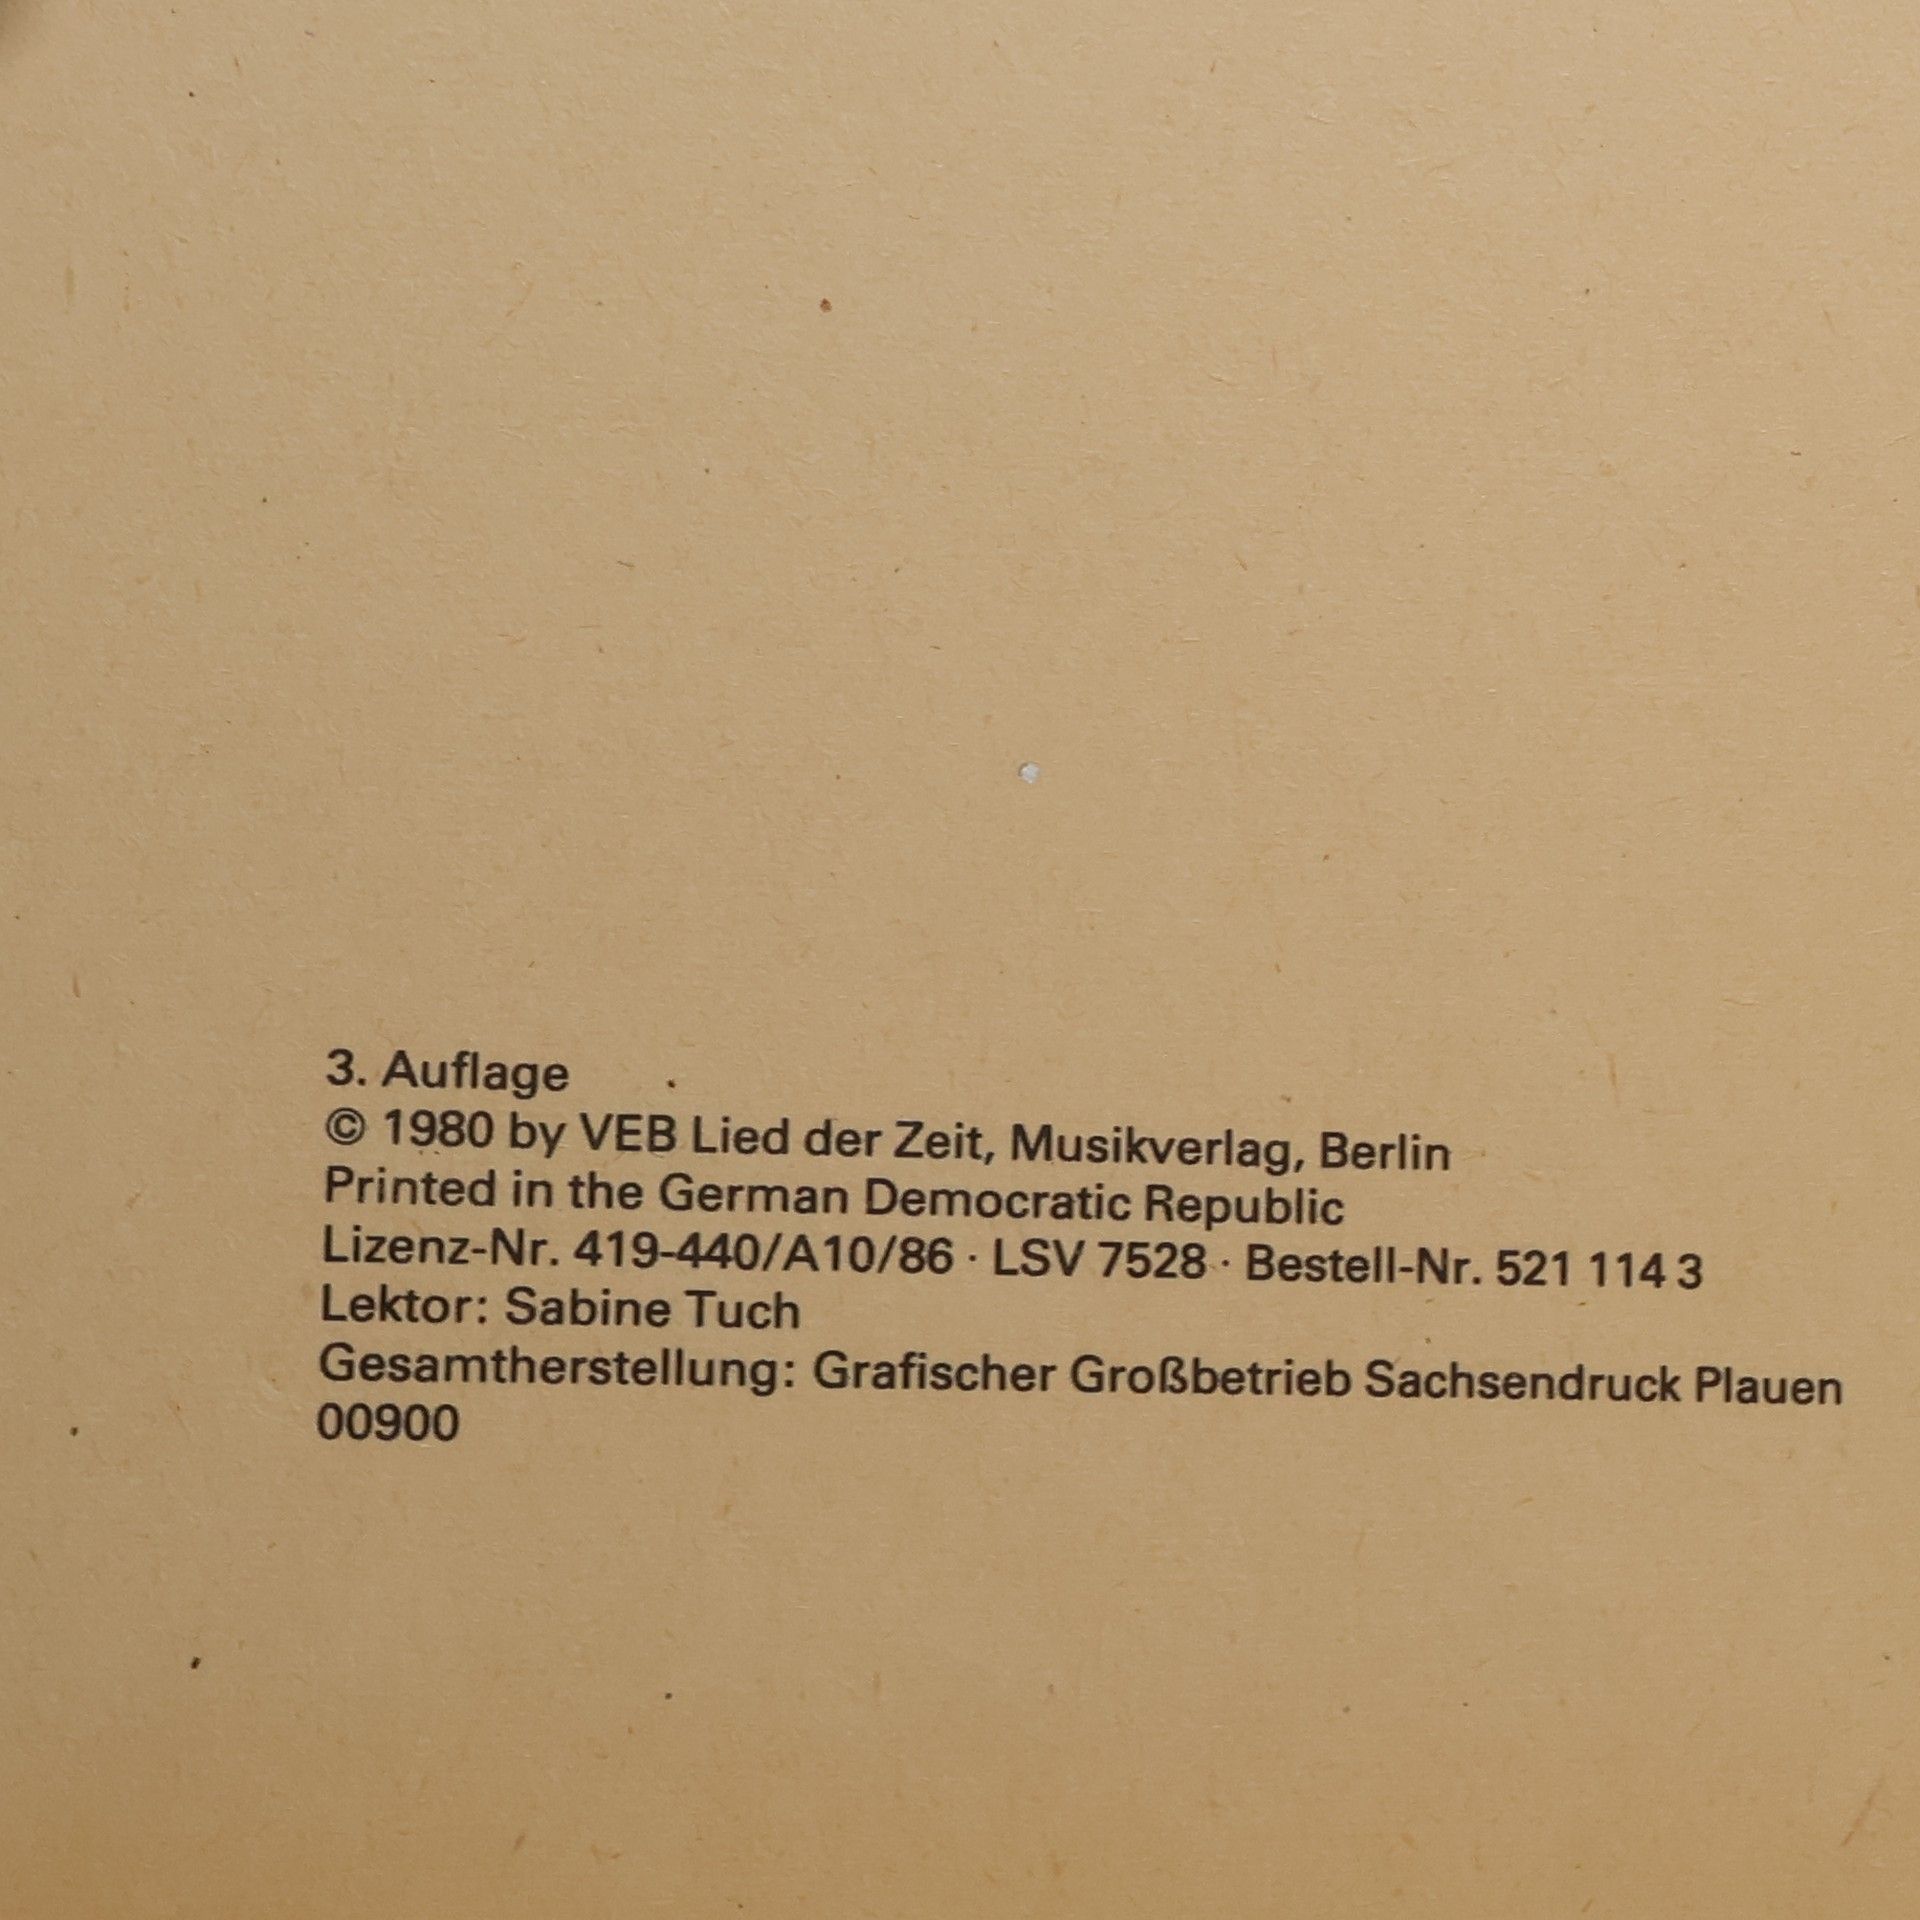 3. Auflage
© 1980 by VEB Lied der Zeit, Musikverlag, Berlin
Printed in the German Democratic Republic
Lizenz-Nr. 419-440/A10/86 · LSV 7528 · Bestell-Nr. 521 114 3
Lektor: Sabine Tuch
Gesamtherstellung: Grafischer Großbetrieb Sachsendruck Plauen
00900